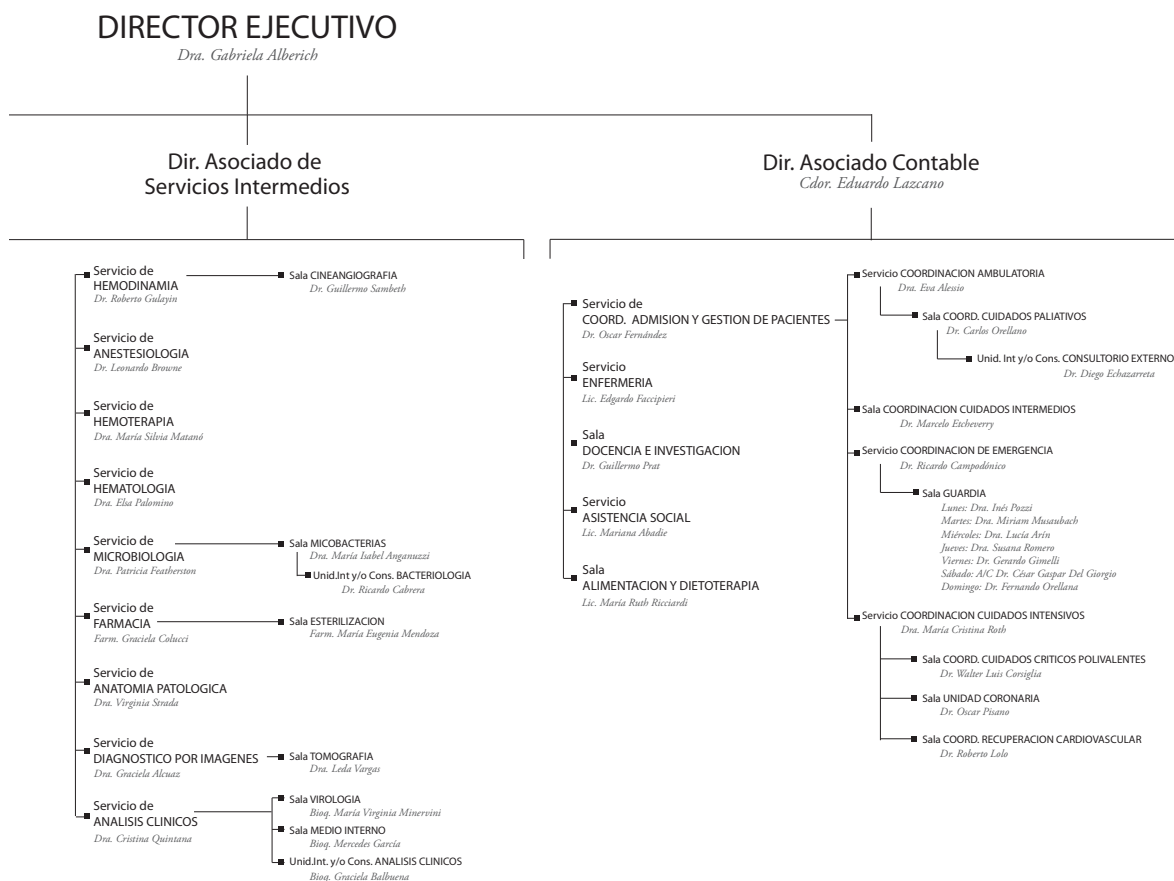 DIRECTOR EJECUTIVO
Dra. Gabriela Alberich
Dir. Asociado de
Servicios Intermedios
Servicio de
HEMODINAMIA
Dr. Roberto Gulayin
Sala CINEANGIOGRAFIA
Dr. Guillermo Sambeth
Servicio de
ANESTESIOLOGIA
Dr. Leonardo Browne
Servicio de
HEMOTERAPIA
Dra. María Silvia Matanó
Servicio de
HEMATOLOGIA
Dra. Elsa Palomino
Servicio de
MICROBIOLOGIA
Dra. Patricia Featherston
Sala MICOBACTERIAS
Dra. María Isabel Anganuzzi
Unid.Int y/o Cons. BACTERIOLOGIA
Dr. Ricardo Cabrera
Servicio de
FARMACIA
Farm. Graciela Colucci
Sala ESTERILIZACION
Farm. María Eugenia Mendoza
Servicio de
ANATOMIA PATOLOGICA
Dra. Virginia Strada
Servicio de
DIAGNOSTICO POR IMAGENES
Dra. Graciela Alcuaz
Sala TOMOGRAFIA
Dra. Leda Vargas
Servicio de
ANALISIS CLINICOS
Dra. Cristina Quintana
Sala VIROLOGIA
Bioq. María Virginia Minervini
Sala MEDIO INTERNO
Bioq. Mercedes García
Unid.Int. y/o Cons. ANALISIS CLINICOS
Bioq. Graciela Balbuena
Dir. Asociado Contable
Cdor. Eduardo Lazcano
Servicio de
COORD. ADMISION Y GESTION DE PACIENTES
Dr. Oscar Fernández
Servicio
ENFERMERIA
Lic. Edgardo Faccipieri
Sala
DOCENCIA E INVESTIGACION
Dr. Guillermo Prat
Servicio
ASISTENCIA SOCIAL
Lic. Mariana Abadie
Sala
ALIMENTACION Y DIETOTERAPIA
Lic. María Ruth Ricciardi
Servicio COORDINACION AMBULATORIA
Dra. Eva Alessio
Sala COORD. CUIDADOS PALIATIVOS
Dr. Carlos Orellano
Unid. Int y/o Cons. CONSULTORIO EXTERNO
Dr. Diego Echazarreta
Sala COORDINACION CUIDADOS INTERMEDIOS
Dr. Marcelo Etcheverry
Servicio COORDINACION DE EMERGENCIA
Dr. Ricardo Campodónico
Sala GUARDIA
Lunes: Dra. Inés Pozzi
Martes: Dra. Miriam Musaubach
Miércoles: Dra. Lucía Arin
Jueves: Dra. Susana Romero
Viernes: Dr. Gerardo Gimelli
Sábado: A/C Dr. César Gaspar Del Giorgio
Domingo: Dr. Fernando Orellana
Servicio COORDINACION CUIDADOS INTENSIVOS
Dra. María Cristina Roth
Sala COORD. CUIDADOS CRITICOS POLIVALENTES
Dr. Walter Luis Corsiglia
Sala UNIDAD CORONARIA
Dr. Oscar Pisano
Sala COORD. RECUPERACION CARDIOVASCULAR
Dr. Roberto Lolo